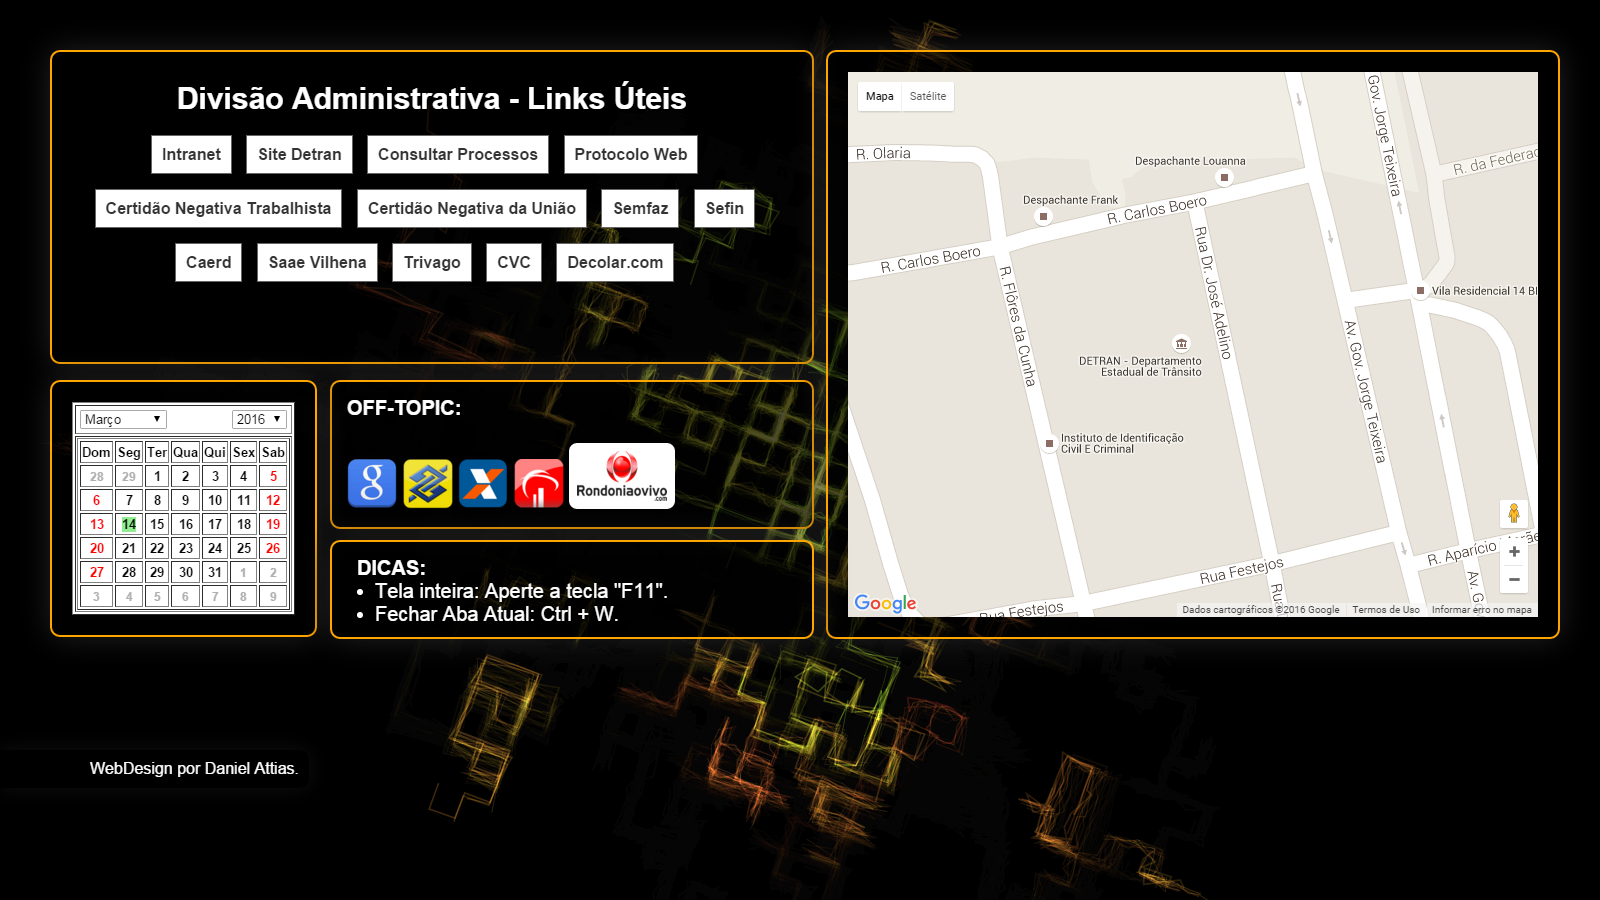 Divisão Administrativa - Links Úteis
Intranet Site Detran Consultar Processos Protocolo Web
Certidão Negativa Trabalhista Certidão Negativa da União Semfaz Sefin
Caerd Saae Vilhena Trivago CVC Decolar.com
Março 2016
Dom Seg Ter Qua Qui Sex Sab
28 29 1 2 3 4 5
6 7 8 9 10 11 12
13 14 15 16 17 18 19
20 21 22 23 24 25 26
27 28 29 30 31 1 2
3 4 5 6 7 8 9
OFF-TOPIC:
g
Rondoniaovivo
.com
DICAS:
• Tela inteira: Aperte a tecla "F11".
• Fechar Aba Atual: Ctrl + W.
Mapa Satélite
R. Olaria
Gov. Jorge Teixeira
R. da Federac
Despachante Louanna
Despachante Frank
R. Carlos Boero
R. Carlos Boero
R. Flôres da Cunha
Rua Dr. José Adelino
Vila Residencial 14 BI
Av. Gov. Jorge Teixeira
DETRAN - Departamento
Estadual de Trânsito
Instituto de Identificação
Civil E Criminal
R. Aparício
Rua Festejos
Rua Festejos
Rua
Av. Go
Google
Dados cartográficos ©2016 Google Termos de Uso Informar erro no mapa
WebDesign por Daniel Attias.